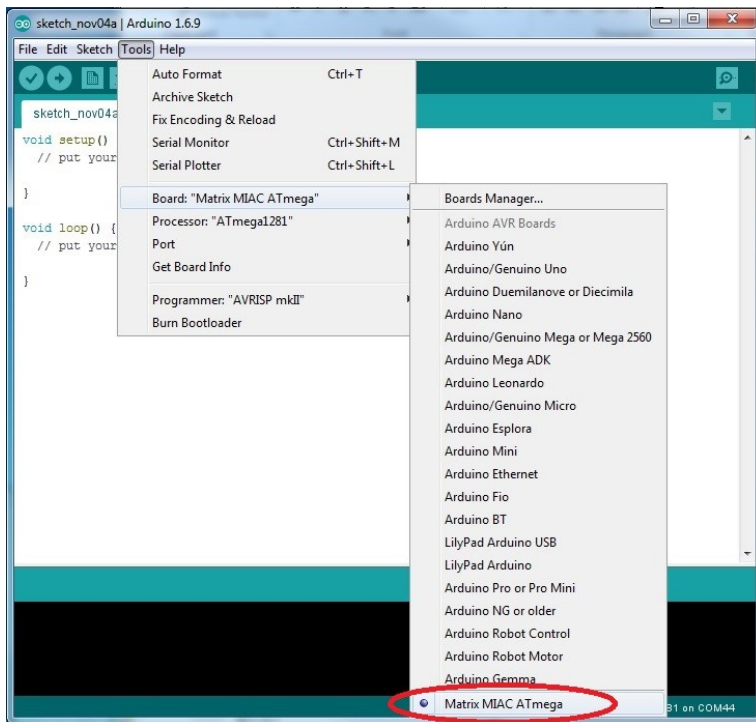 sketch_nov04a | Arduino 1.6.9
File Edit Sketch Tools Help
sketch_nov04a
void setup()
// put your
}
void loop() {
// put your
}
Auto Format Ctrl+T
Archive Sketch
Fix Encoding & Reload
Serial Monitor Ctrl+Shift+M
Serial Plotter Ctrl+Shift+L
Board: "Matrix MIAC ATmega"
Processor: "ATmega1281"
Port
Get Board Info
Programmer: "AVRISP mkII"
Burn Bootloader
Boards Manager...
Arduino AVR Boards
Arduino Yún
Arduino/Genuino Uno
Arduino Duemilanove or Diecimila
Arduino Nano
Arduino/Genuino Mega or Mega 2560
Arduino Mega ADK
Arduino Leonardo
Arduino/Genuino Micro
Arduino Esplora
Arduino Mini
Arduino Ethernet
Arduino Fio
Arduino BT
LilyPad Arduino USB
LilyPad Arduino
Arduino Pro or Pro Mini
Arduino NG or older
Arduino Robot Control
Arduino Robot Motor
Arduino Gemma
Matrix MIAC ATmega
on COM44